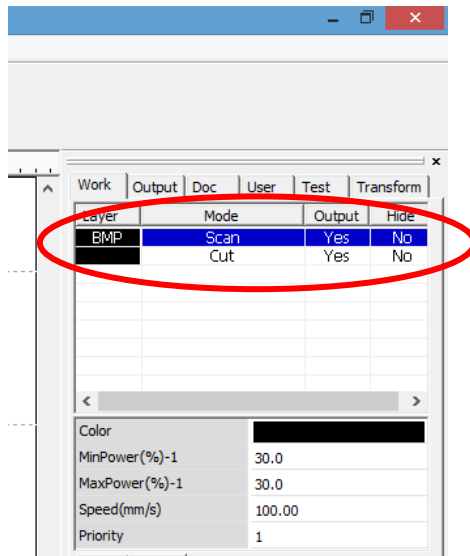 Work Output Doc User Test Transform
Layer Mode Output Hide
BMP Scan Yes No
Cut Yes No
Color
MinPower(%)-1 30.0
MaxPower(%)-1 30.0
Speed(mm/s) 100.00
Priority 1